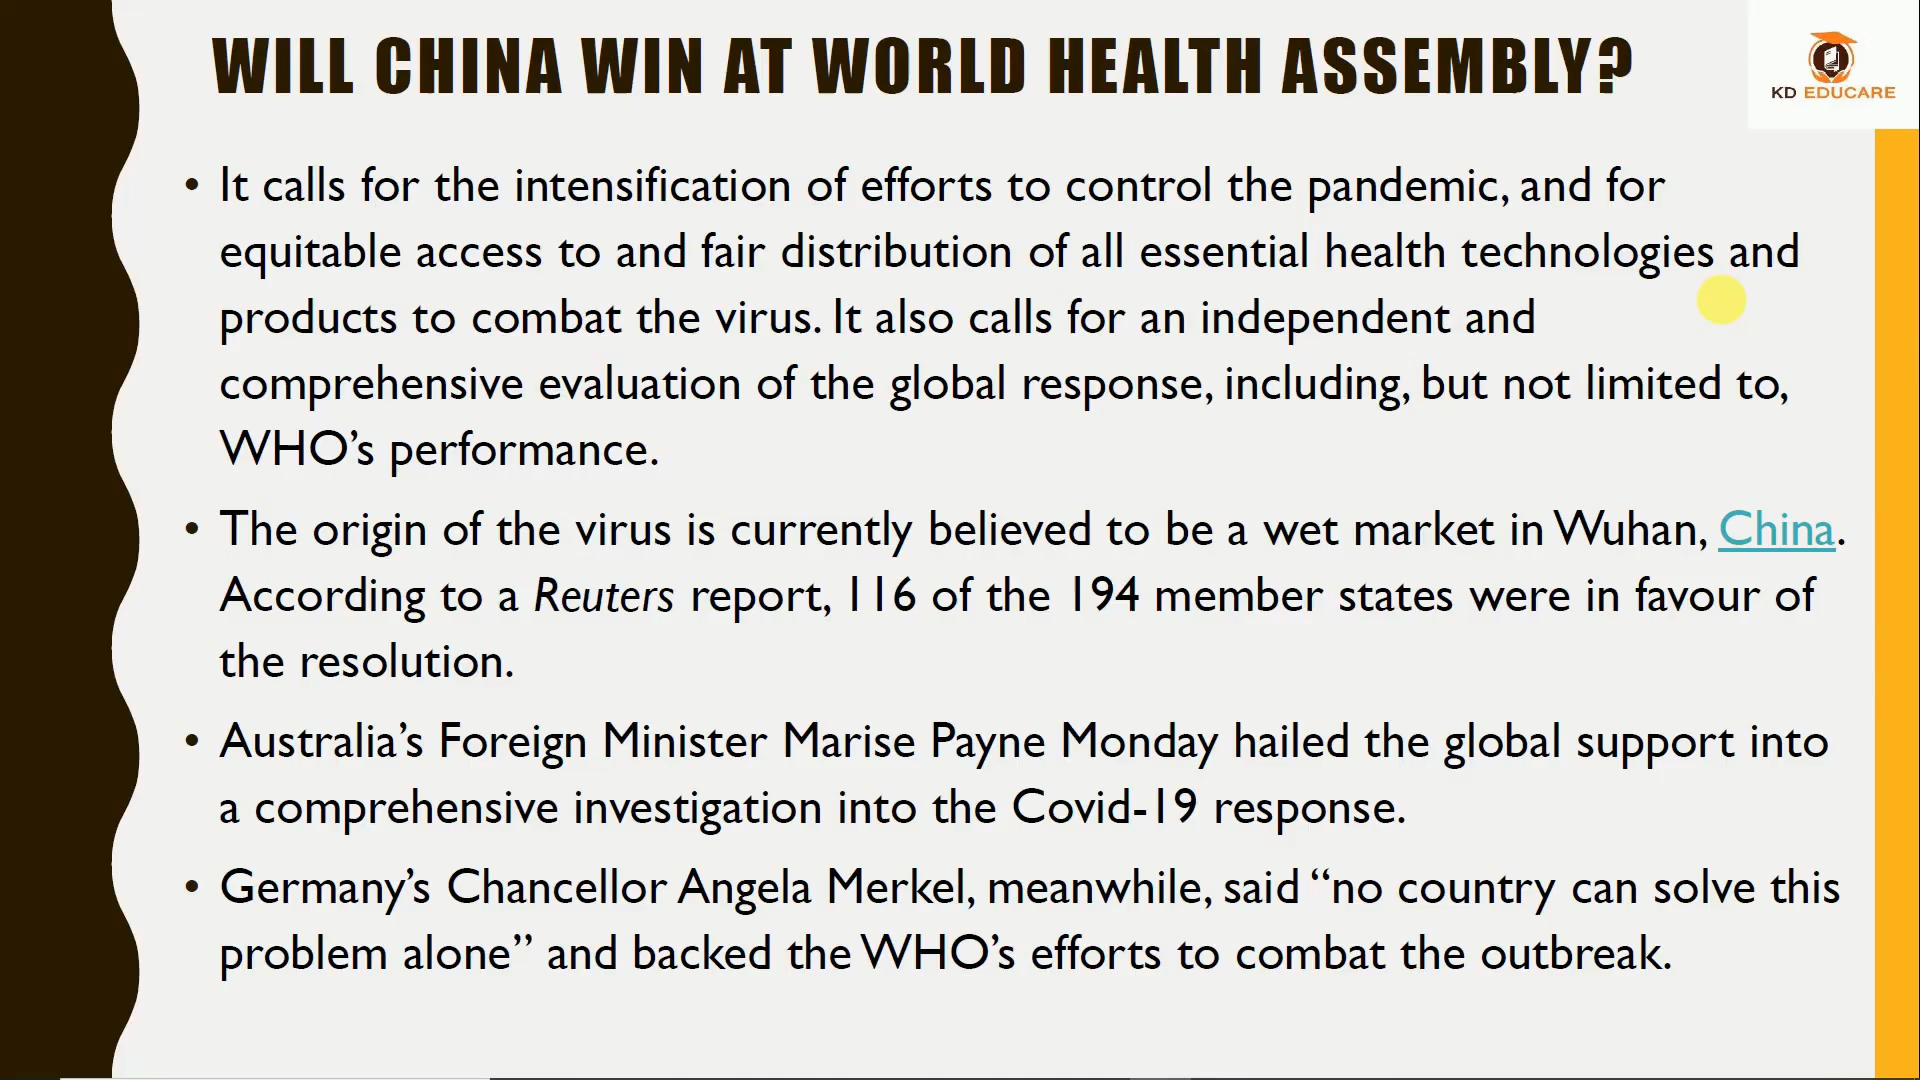 WILL CHINA WIN AT WORLD HEALTH ASSEMBLY?
KD EDUCARE
• It calls for the intensification of efforts to control the pandemic, and for
equitable access to and fair distribution of all essential health technologies and
products to combat the virus. It also calls for an independent and
comprehensive evaluation of the global response, including, but not limited to,
WHO’s performance.
• The origin of the virus is currently believed to be a wet market in Wuhan, China.
According to a Reuters report, 116 of the 194 member states were in favour of
the resolution.
• Australia’s Foreign Minister Marise Payne Monday hailed the global support into
a comprehensive investigation into the Covid-19 response.
• Germany’s Chancellor Angela Merkel, meanwhile, said “no country can solve this
problem alone” and backed the WHO’s efforts to combat the outbreak.